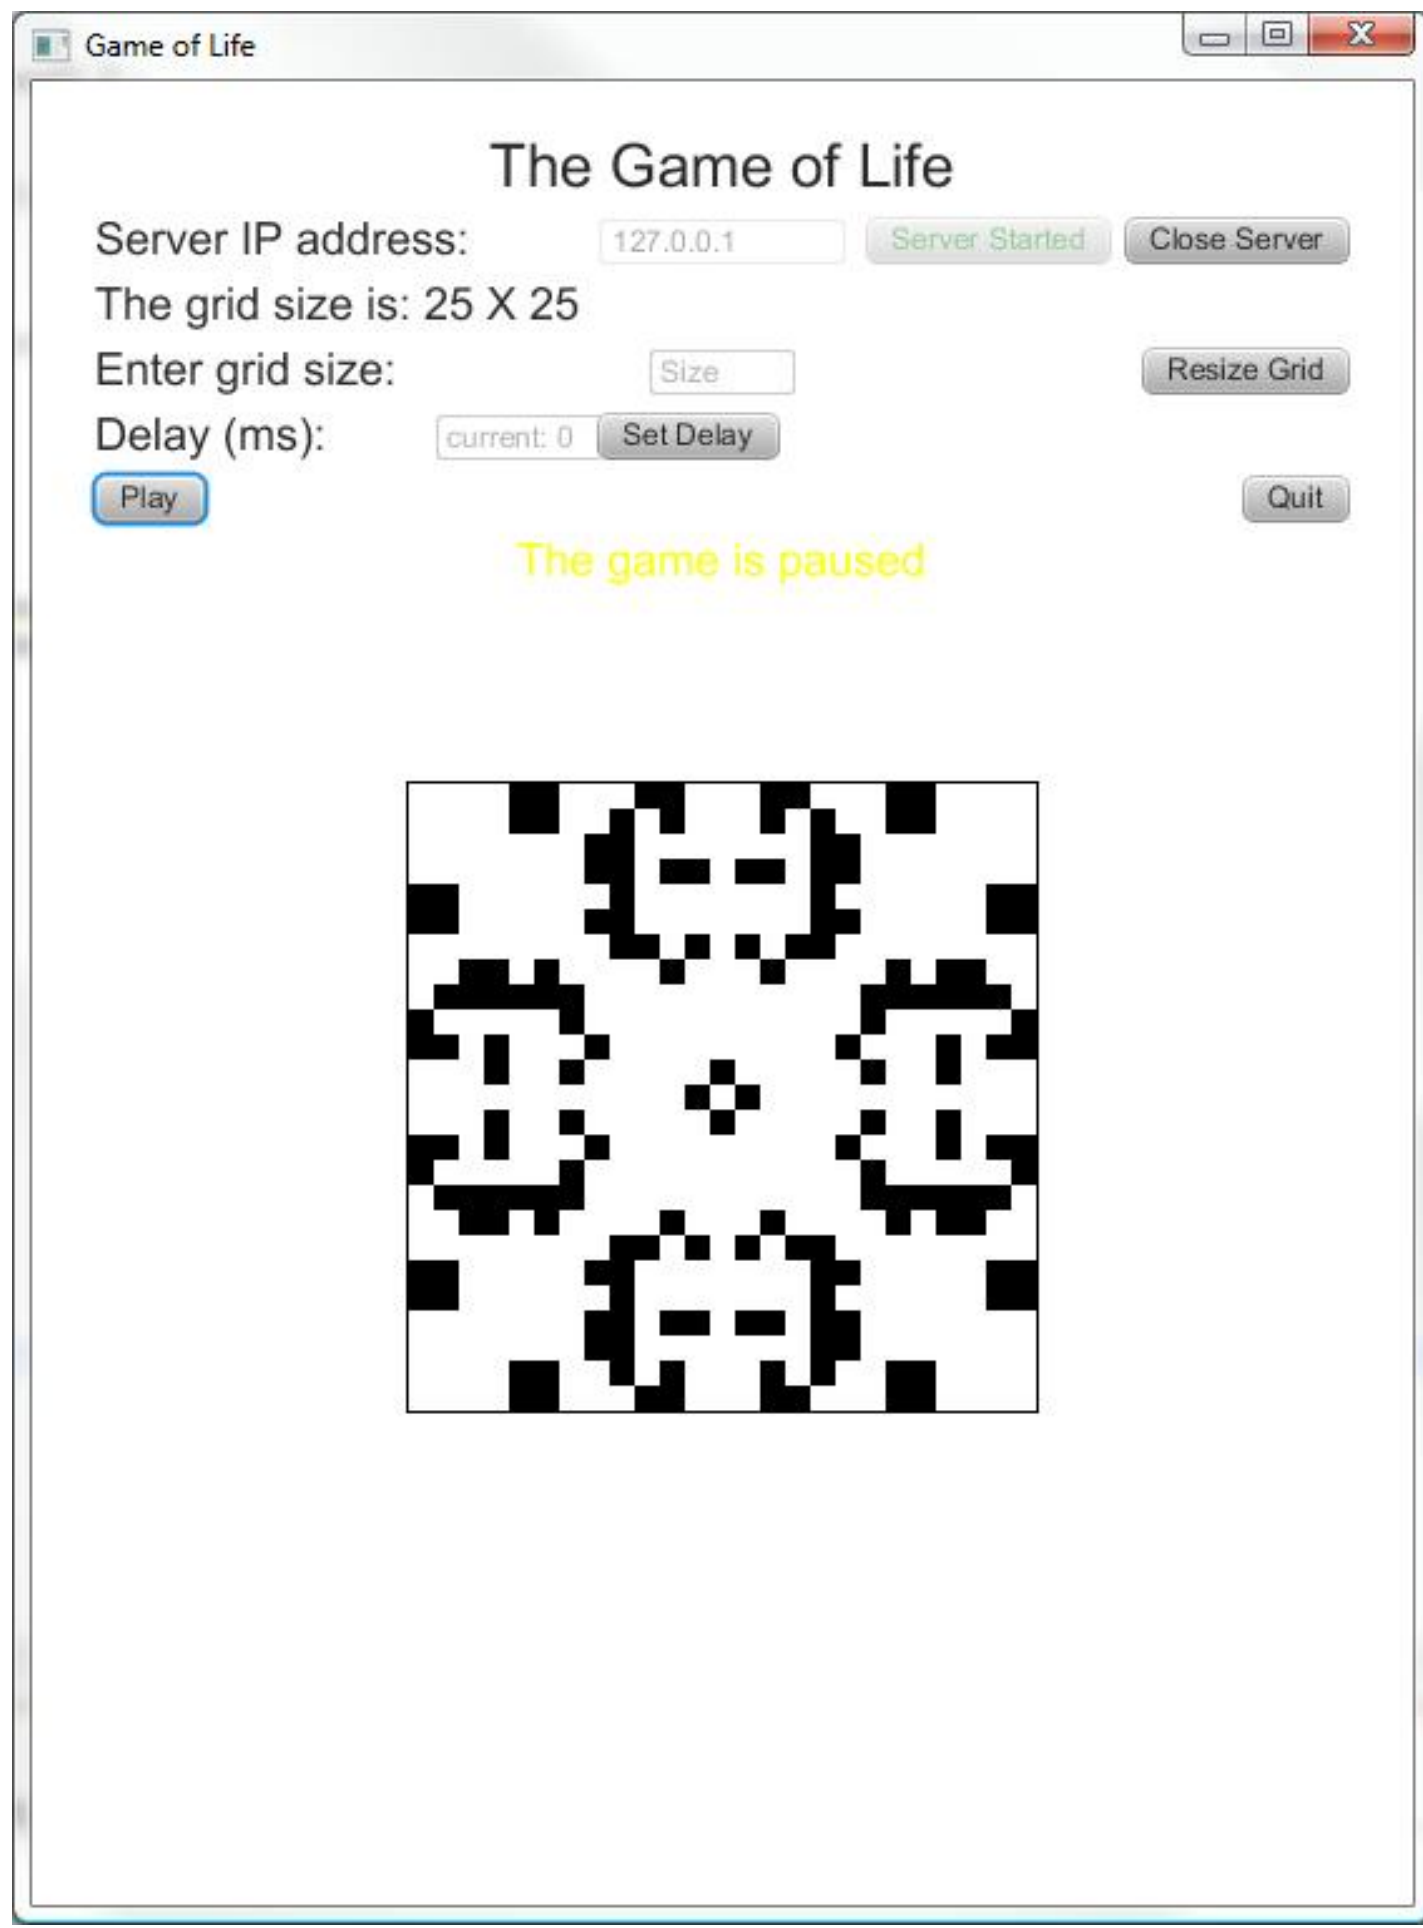 Game of Life
The Game of Life
Server IP address: 127.0.0.1 Server Started Close Server
The grid size is: 25 X 25
Enter grid size: Size Resize Grid
Delay (ms): current: 0 Set Delay
Play Quit
The game is paused